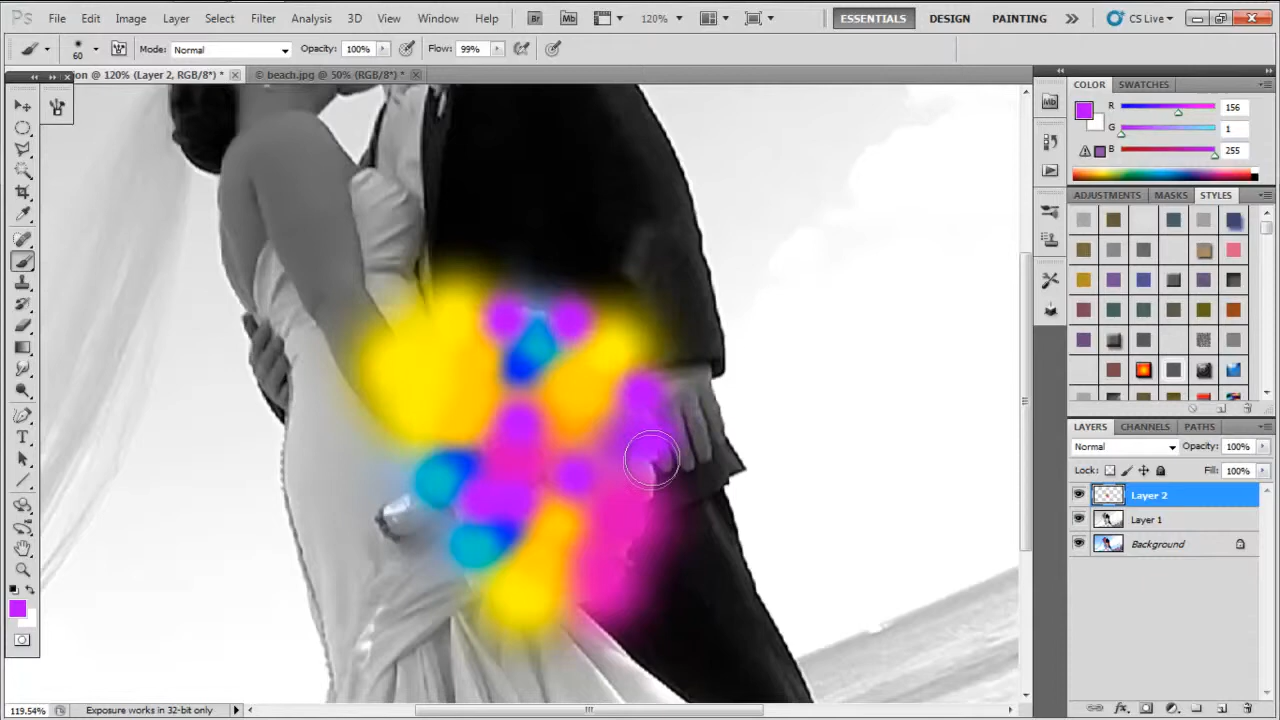 Ps File Edit Image Layer Select Filter Analysis 3D View Window Help Br Mb 120% ESSENTIALS DESIGN PAINTING CS Live
60 Mode: Normal Opacity: 100% Flow: 99%
ion @ 120% (Layer 2, RGB/8*) * © beach.jpg @ 50% (RGB/8*) *
COLOR SWATCHES
R 156
G 1
B 255
ADJUSTMENTS MASKS STYLES
LAYERS CHANNELS PATHS
Normal Opacity: 100%
Lock: Fill: 100%
Layer 2
Layer 1
Background
119.54% Exposure works in 32-bit only